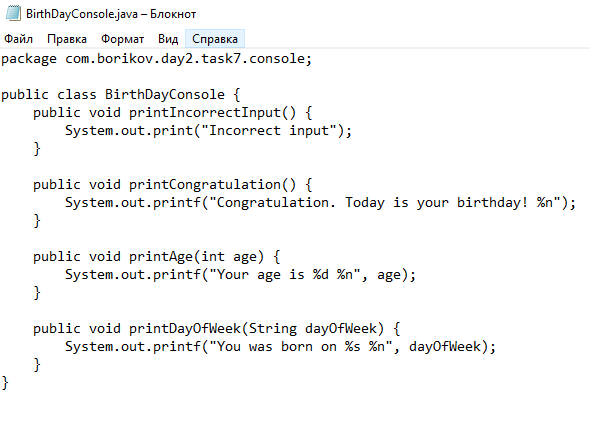 BirthDayConsole.java – Блокнот
Файл Правка Формат Вид Справка
package com.borikov.day2.task7.console;

public class BirthDayConsole {
    public void printIncorrectInput() {
        System.out.print("Incorrect input");
    }

    public void printCongratulation() {
        System.out.printf("Congratulation. Today is your birthday! %n");
    }

    public void printAge(int age) {
        System.out.printf("Your age is %d %n", age);
    }

    public void printDayOfWeek(String dayOfWeek) {
        System.out.printf("You was born on %s %n", dayOfWeek);
    }
}